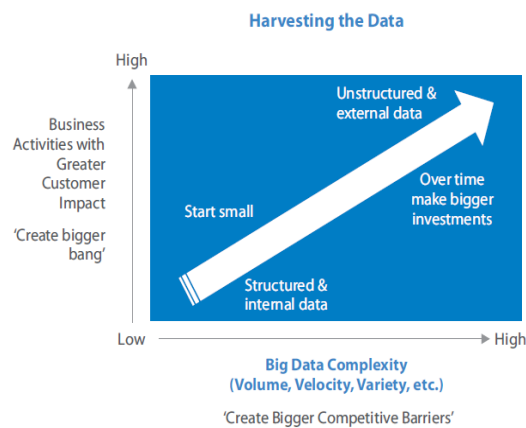 Harvesting the Data
High
Business
Activities with
Greater
Customer
Impact
‘Create bigger
bang’
Unstructured &
external data
Over time
make bigger
investments
Start small
Structured &
internal data
Low
High
Big Data Complexity
(Volume, Velocity, Variety, etc.)
‘Create Bigger Competitive Barriers’